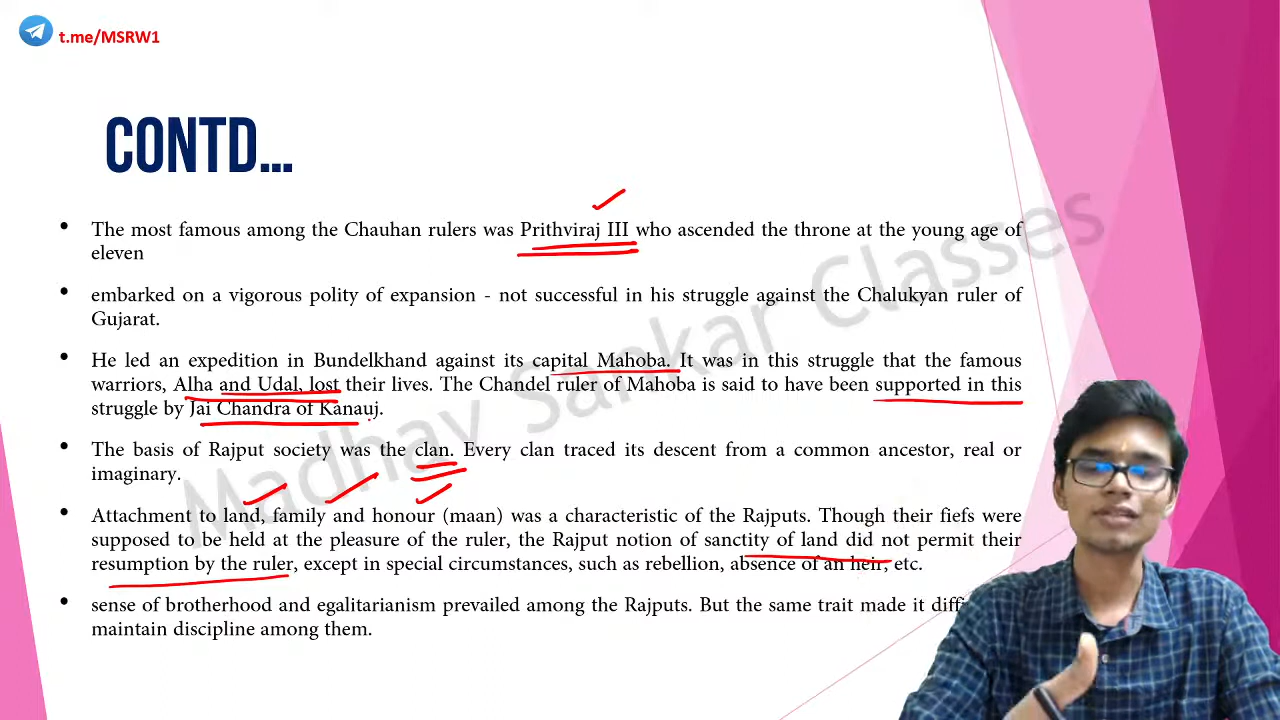 t.me/MSRW1
CONTD...
• The most famous among the Chauhan rulers was Prithviraj III who ascended the throne at the young age of
eleven
• embarked on a vigorous polity of expansion - not successful in his struggle against the Chalukyan ruler of
Gujarat.
• He led an expedition in Bundelkhand against its capital Mahoba. It was in this struggle that the famous
warriors, Alha and Udal, lost their lives. The Chandel ruler of Mahoba is said to have been supported in this
struggle by Jai Chandra of Kanauj.
• The basis of Rajput society was the clan. Every clan traced its descent from a common ancestor, real or
imaginary.
• Attachment to land, family and honour (maan) was a characteristic of the Rajputs. Though their fiefs were
supposed to be held at the pleasure of the ruler, the Rajput notion of sanctity of land did not permit their
resumption by the ruler, except in special circumstances, such as rebellion, absence of an heir, etc.
• sense of brotherhood and egalitarianism prevailed among the Rajputs. But the same trait made it
maintain discipline among them.
Madhav Sankar Classes